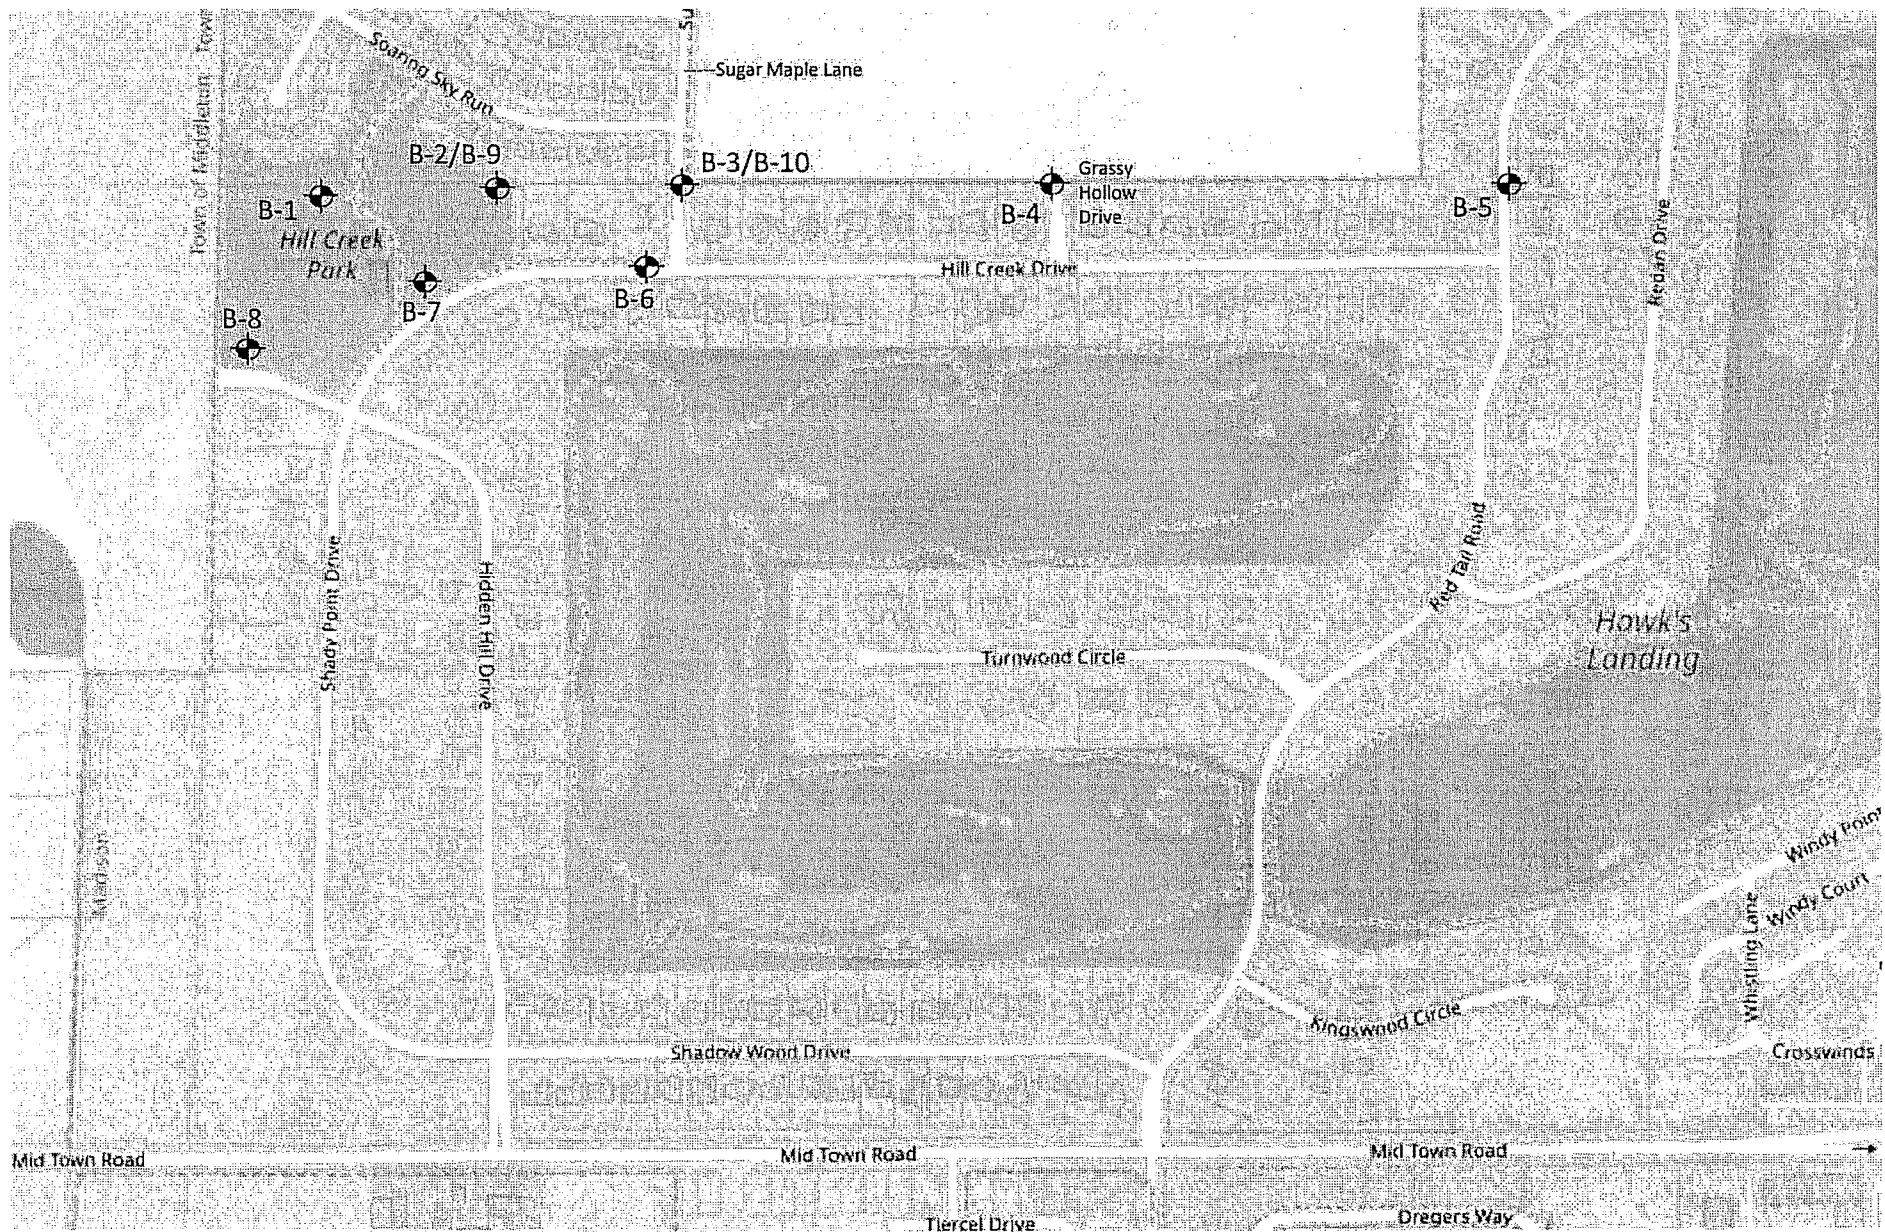 Su
Soaring Sky Run
Sugar Maple Lane
Town of Middleton Town
B-2/B-9
B-3/B-10
Grassy
Hollow
Drive
B-1
B-4
B-5
Hill Creek
Park
Redan Drive
Hill Creek Drive
B-6
B-7
B-8
Red Tail Road
Shady Point Drive
Hidden Hill Drive
Hawk's
Landing
Turnwood Circle
Windy Point
Madison
Windy Court
Whistling Lane
Kingswood Circle
Shadow Wood Drive
Crosswinds
Mid Town Road
Mid Town Road
Mid Town Road
Tiercel Drive
Dregers Way